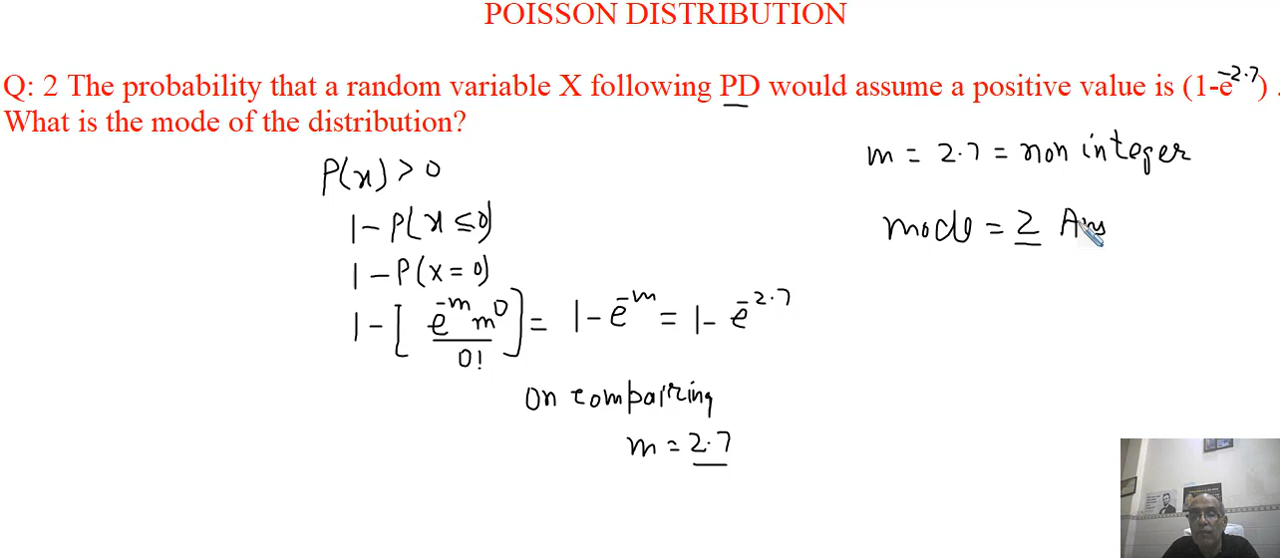 POISSON DISTRIBUTION
Q: 2 The probability that a random variable X following PD would assume a positive value is (1-e^-2.7).
What is the mode of the distribution?
P(x) > 0
1 - P(x ≤ 0)
1 - P(x = 0)
1 - [e^-m m^0 / 0!] = 1 - e^-m = 1 - e^-2.7
On compairing
m = 2.7
m = 2.7 = non integer
mode = 2 Ans